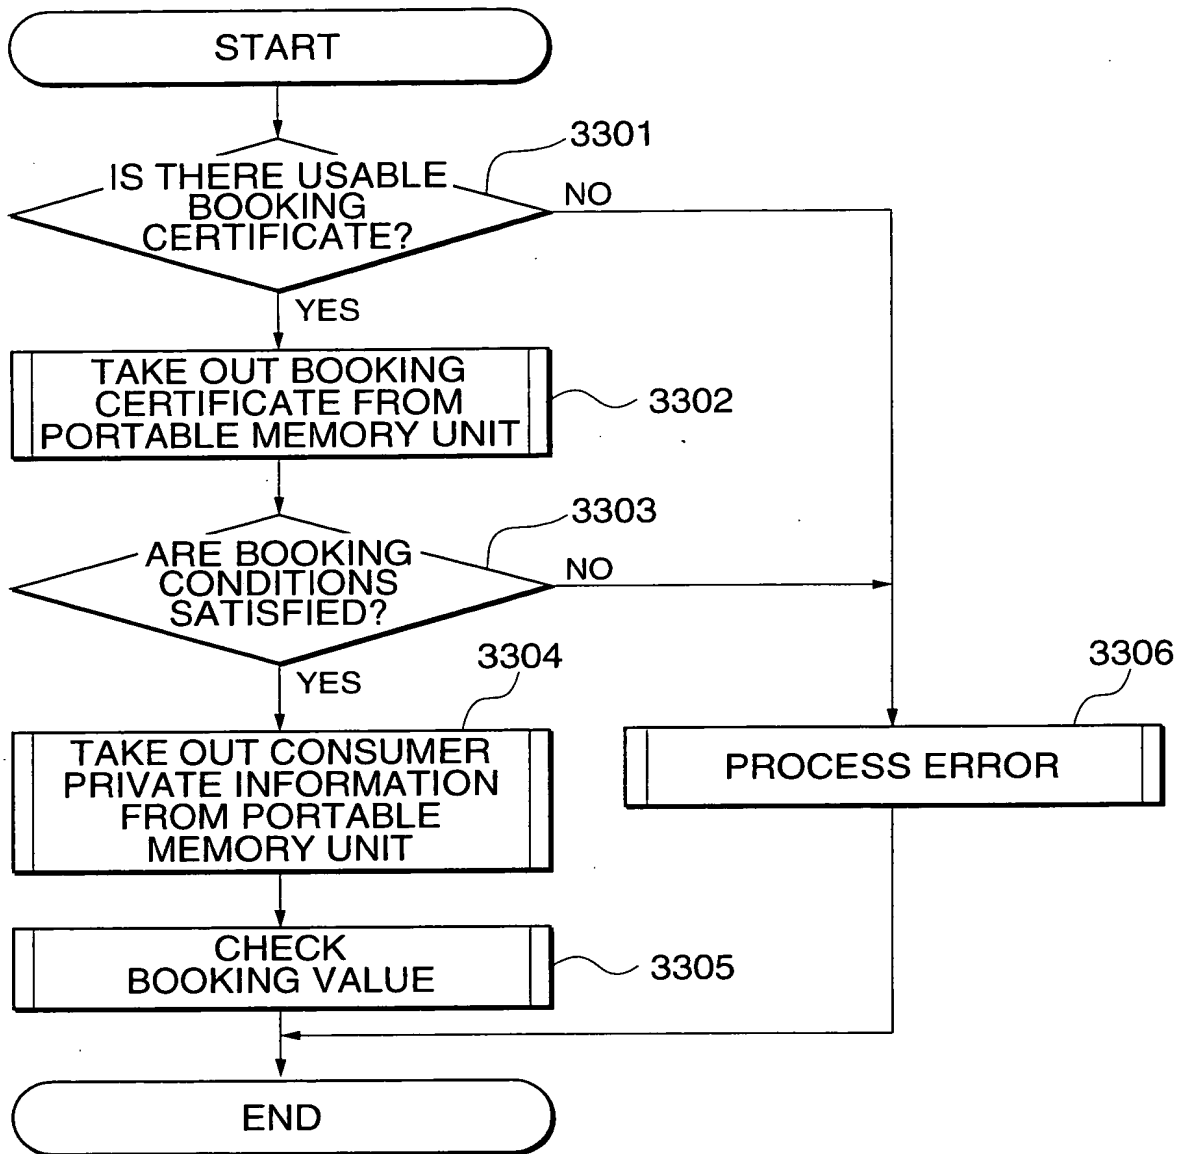 START
3301
IS THERE USABLE
BOOKING
CERTIFICATE?
NO
YES
TAKE OUT BOOKING
CERTIFICATE FROM
PORTABLE MEMORY UNIT
3302
3303
ARE BOOKING
CONDITIONS
SATISFIED?
NO
YES
3304
3306
TAKE OUT CONSUMER
PRIVATE INFORMATION
FROM PORTABLE
MEMORY UNIT
PROCESS ERROR
CHECK
BOOKING VALUE
3305
END